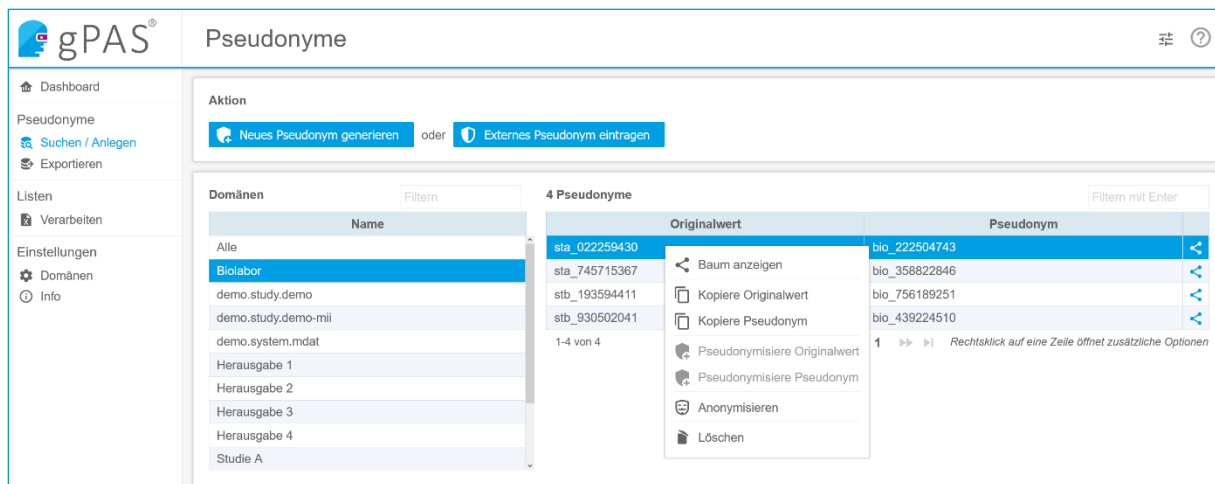 gPAS®
Pseudonyme
Dashboard
Pseudonyme
Suchen / Anlegen
Exportieren
Listen
Verarbeiten
Einstellungen
Domänen
Info
Aktion
Neues Pseudonym generieren oder Externes Pseudonym eintragen
Domänen Filtern
Name
Alle
Biolabor
demo.study.demo
demo.study.demo-mii
demo.system.mdat
Herausgabe 1
Herausgabe 2
Herausgabe 3
Herausgabe 4
Studie A
4 Pseudonyme Filtern mit Enter
Originalwert Pseudonym
sta_022259430 bio_222504743
sta_745715367 bio_358822846
stb_193594411 bio_756189251
stb_930502041 bio_439224510
1-4 von 4 1 Rechtsklick auf eine Zeile öffnet zusätzliche Optionen
Baum anzeigen
Kopiere Originalwert
Kopiere Pseudonym
Pseudonymisiere Originalwert
Pseudonymisiere Pseudonym
Anonymisieren
Löschen